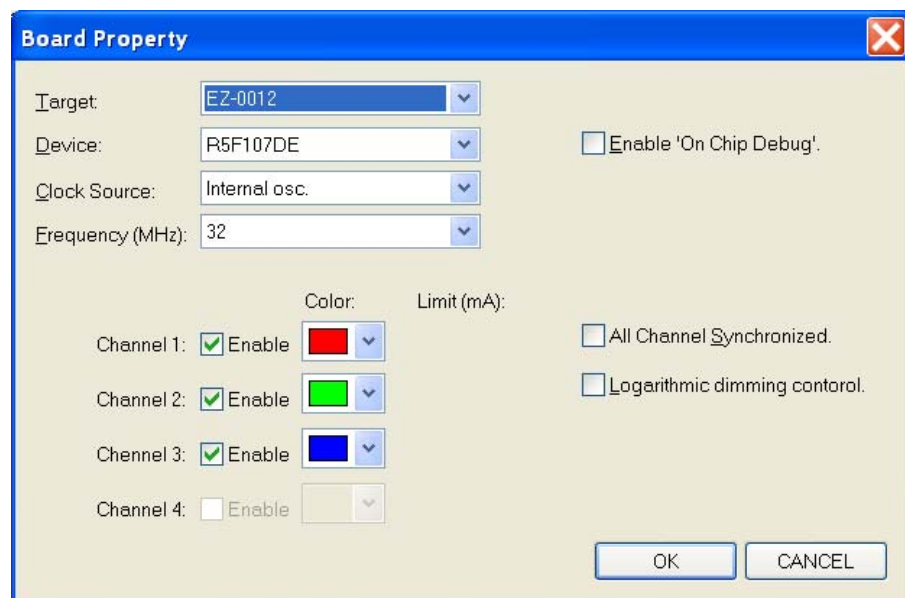 Board Property
Target: EZ-0012
Device: R5F107DE
Enable 'On Chip Debug'.
Clock Source: Internal osc.
Frequency (MHz): 32
Color: Limit (mA):
Channel 1: Enable
All Channel Synchronized.
Channel 2: Enable
Logarithmic dimming contorol.
Chennel 3: Enable
Channel 4: Enable
OK CANCEL